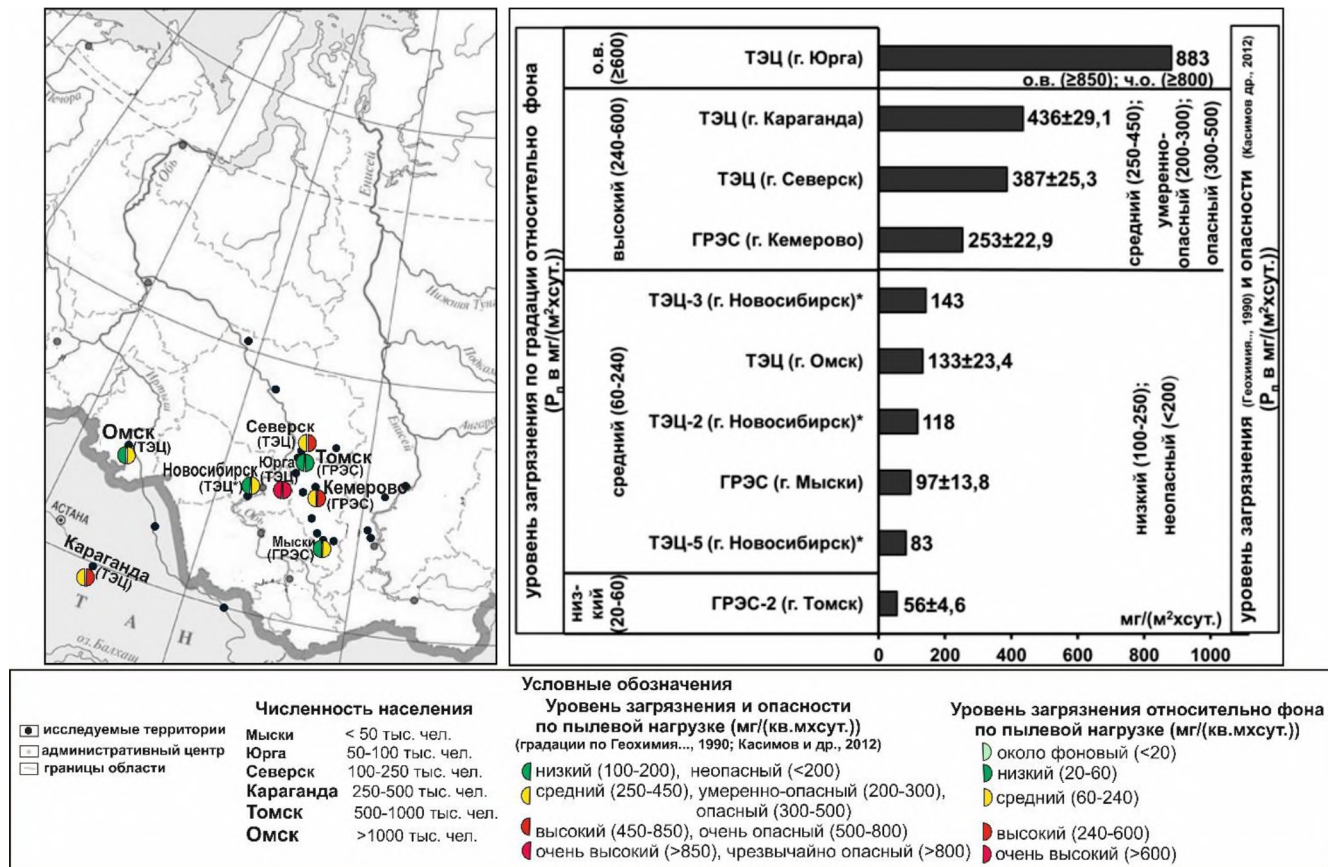 Печора
Обь
Енисей
Нижняя Тун
Подкам
Иртыш
Енисей
Ангара
Омск
(ТЭЦ)
Северск
(ТЭЦ)
Томск
(ГРЭС)
Юрга
(ТЭЦ)
Новосибирск
(ТЭЦ*)
Кемерово
(ГРЭС)
Обь
Мыски
(ГРЭС)
АСТАНА
Караганда
(ТЭЦ)
Т А Н
оз. Балхаш
уровень загрязнения по градации относительно фона
(Pп в мг/(м²хсут.))
о.в.
(≥600)
ТЭЦ (г. Юрга)
883
о.в. (≥850); ч.о. (≥800)
высокий (240-600)
ТЭЦ (г. Караганда)
436±29,1
ТЭЦ (г. Северск)
387±25,3
ГРЭС (г. Кемерово)
253±22,9
средний (250-450);
умеренно-
опасный (200-300);
опасный (300-500)
средний (60-240)
ТЭЦ-3 (г. Новосибирск)*
143
ТЭЦ (г. Омск)
133±23,4
ТЭЦ-2 (г. Новосибирск)*
118
ГРЭС (г. Мыски)
97±13,8
ТЭЦ-5 (г. Новосибирск)*
83
низкий (100-250);
неопасный (<200)
низ-
кий
(20-60)
ГРЭС-2 (г. Томск)
56±4,6
мг/(м²хсут.)
0 200 400 600 800 1000
уровень загрязнения (Геохимия.., 1990) и опасности (Касимов др., 2012)
(Pп в мг/(м²хсут.))
Условные обозначения
исследуемые территории
административный центр
границы области
Численность населения
Мыски < 50 тыс. чел.
Юрга 50-100 тыс. чел.
Северск 100-250 тыс. чел.
Караганда 250-500 тыс. чел.
Томск 500-1000 тыс. чел.
Омск >1000 тыс. чел.
Уровень загрязнения и опасности
по пылевой нагрузке (мг/(кв.мхсут.))
(градации по Геохимия..., 1990; Касимов и др., 2012)
низкий (100-200), неопасный (<200)
средний (250-450), умеренно-опасный (200-300),
опасный (300-500)
высокий (450-850), очень опасный (500-800)
очень высокий (>850), чрезвычайно опасный (>800)
Уровень загрязнения относительно фона
по пылевой нагрузке (мг/(кв.мхсут.))
около фоновый (<20)
низкий (20-60)
средний (60-240)
высокий (240-600)
очень высокий (>600)